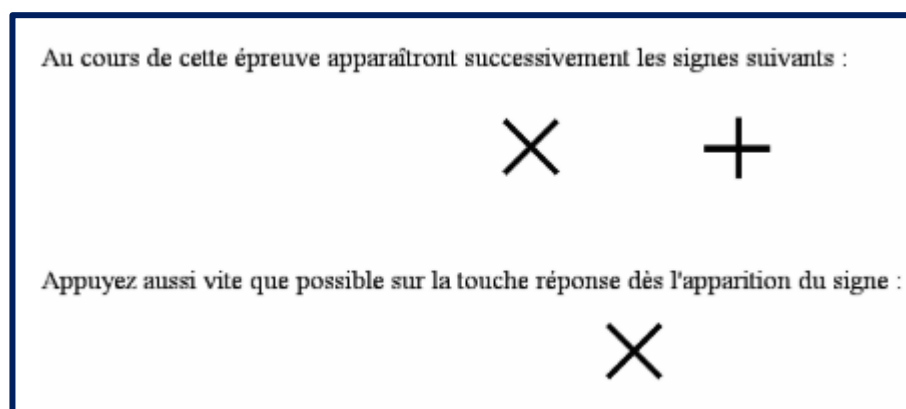 Au cours de cette épreuve apparaîtront successivement les signes suivants :
Appuyez aussi vite que possible sur la touche réponse dès l'apparition du signe :